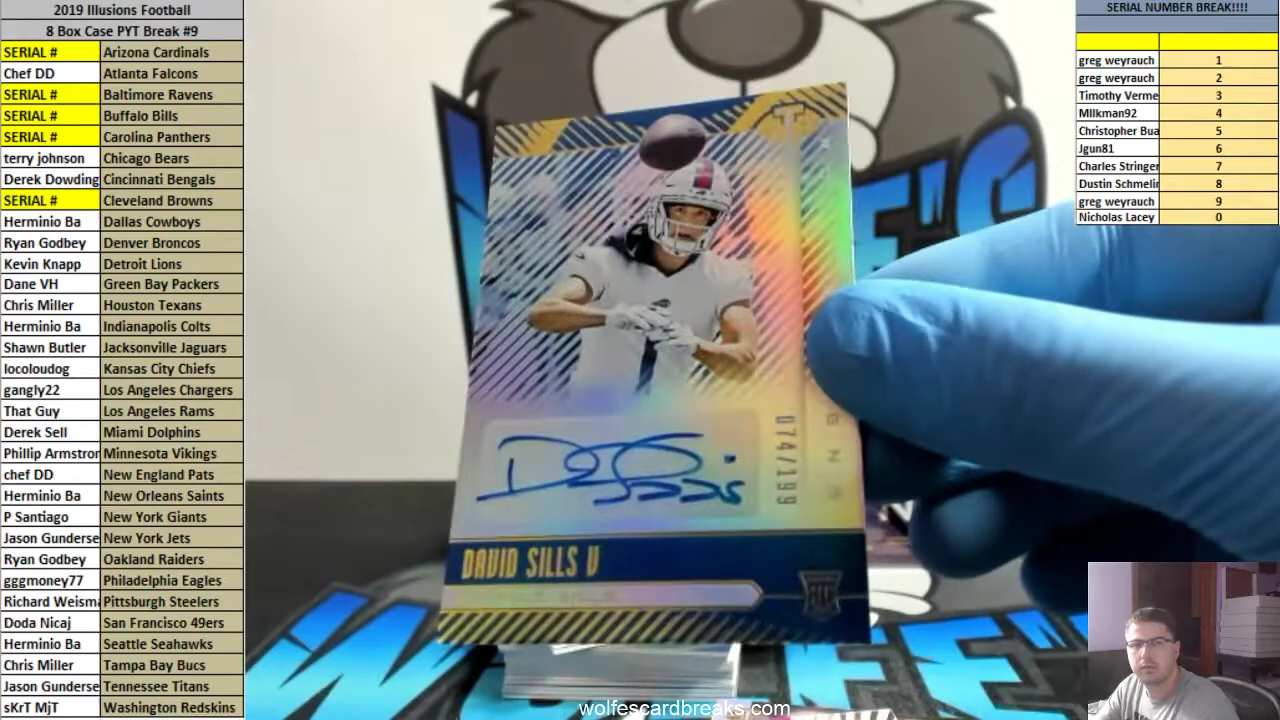 2019 Illusions Football
8 Box Case PYT Break #9
SERIAL # Arizona Cardinals
Chef DD Atlanta Falcons
SERIAL # Baltimore Ravens
SERIAL # Buffalo Bills
SERIAL # Carolina Panthers
terry johnson Chicago Bears
Derek Dowding Cincinnati Bengals
SERIAL # Cleveland Browns
Herminio Ba Dallas Cowboys
Ryan Godbey Denver Broncos
Kevin Knapp Detroit Lions
Dane VH Green Bay Packers
Chris Miller Houston Texans
Herminio Ba Indianapolis Colts
Shawn Butler Jacksonville Jaguars
locoloudog Kansas City Chiefs
gangly22 Los Angeles Chargers
That Guy Los Angeles Rams
Derek Sell Miami Dolphins
Phillip Armstror Minnesota Vikings
chef DD New England Pats
Herminio Ba New Orleans Saints
P Santiago New York Giants
Jason Gunderse New York Jets
Ryan Godbey Oakland Raiders
gggmoney77 Philadelphia Eagles
Richard Weisma Pittsburgh Steelers
Doda Nicaj San Francisco 49ers
Herminio Ba Seattle Seahawks
Chris Miller Tampa Bay Bucs
Jason Gunderse Tennessee Titans
sKrT MjT Washington Redskins
SERIAL NUMBER BREAK!!!!
greg weyrauch 1
greg weyrauch 2
Timothy Verme 3
MIlkman92 4
Christopher Bua 5
Jgun81 6
Charles Stringer 7
Dustin Schmelin 8
greg weyrauch 9
Nicholas Lacey 0
074/199
DAVID SILLS V
wolfescardbreaks.com